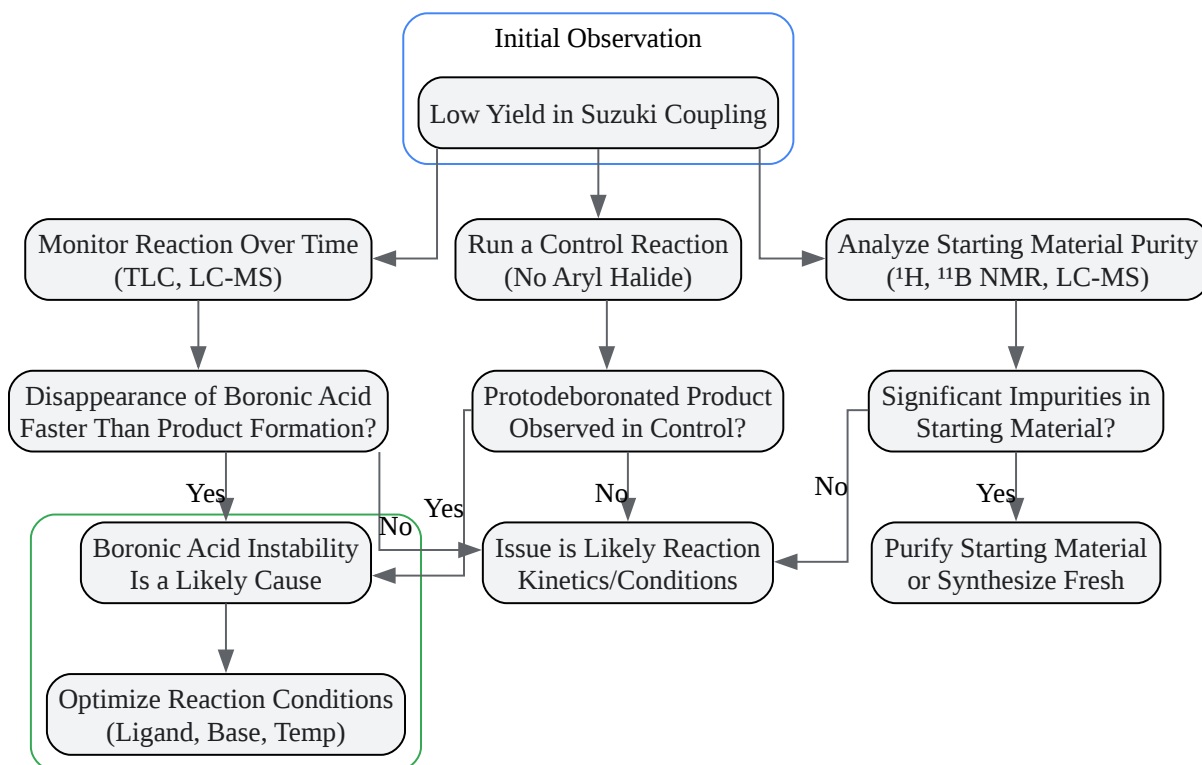 Initial Observation
Low Yield in Suzuki Coupling
Monitor Reaction Over Time
(TLC, LC-MS)
Run a Control Reaction
(No Aryl Halide)
Analyze Starting Material Purity
(¹H, ¹¹B NMR, LC-MS)
Disappearance of Boronic Acid
Faster Than Product Formation?
Protodeboronated Product
Observed in Control?
Significant Impurities in
Starting Material?
Yes
No
Yes
No
No
Yes
Boronic Acid Instability
Is a Likely Cause
Issue is Likely Reaction
Kinetics/Conditions
Purify Starting Material
or Synthesize Fresh
Optimize Reaction Conditions
(Ligand, Base, Temp)